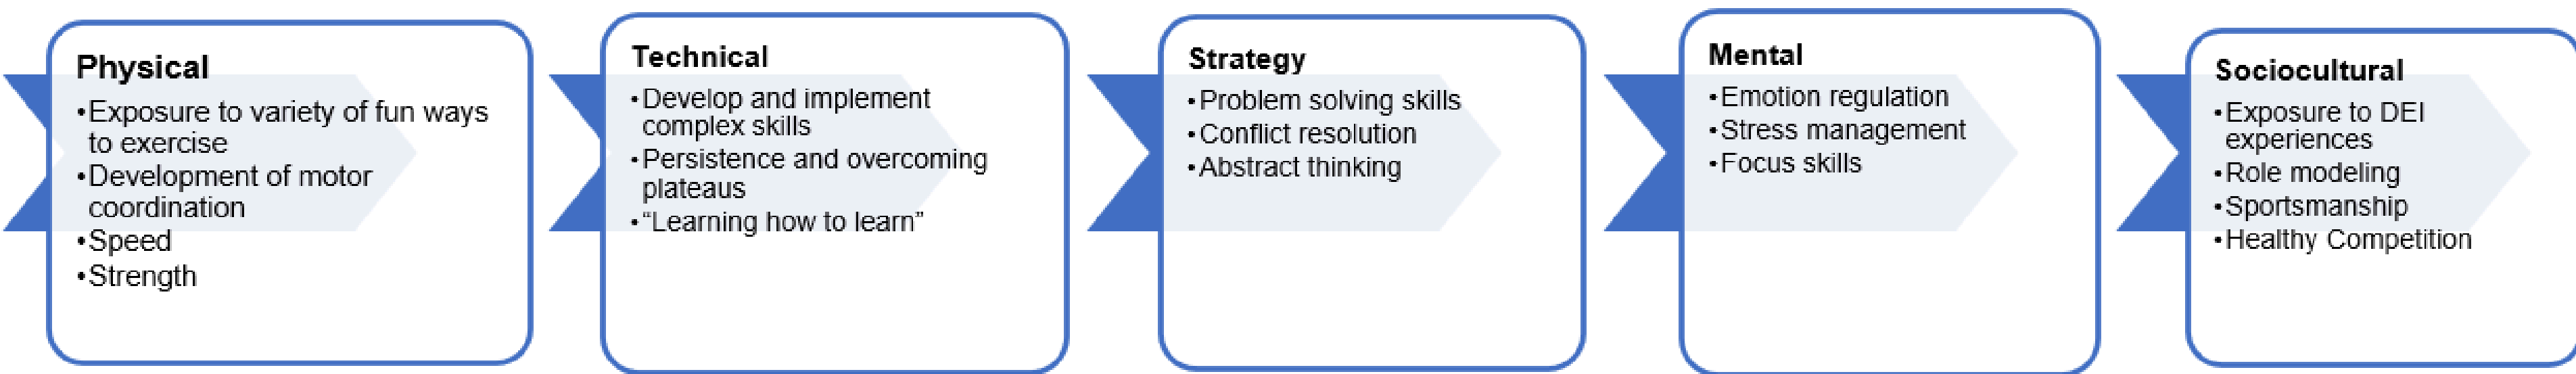 Physical
•Exposure to variety of fun ways
to exercise
•Development of motor
coordination
•Speed
•Strength
Technical
•Develop and implement
complex skills
•Persistence and overcoming
plateaus
•“Learning how to learn”
Strategy
•Problem solving skills
•Conflict resolution
•Abstract thinking
Mental
•Emotion regulation
•Stress management
•Focus skills
Sociocultural
•Exposure to DEI
experiences
•Role modeling
•Sportsmanship
•Healthy Competition